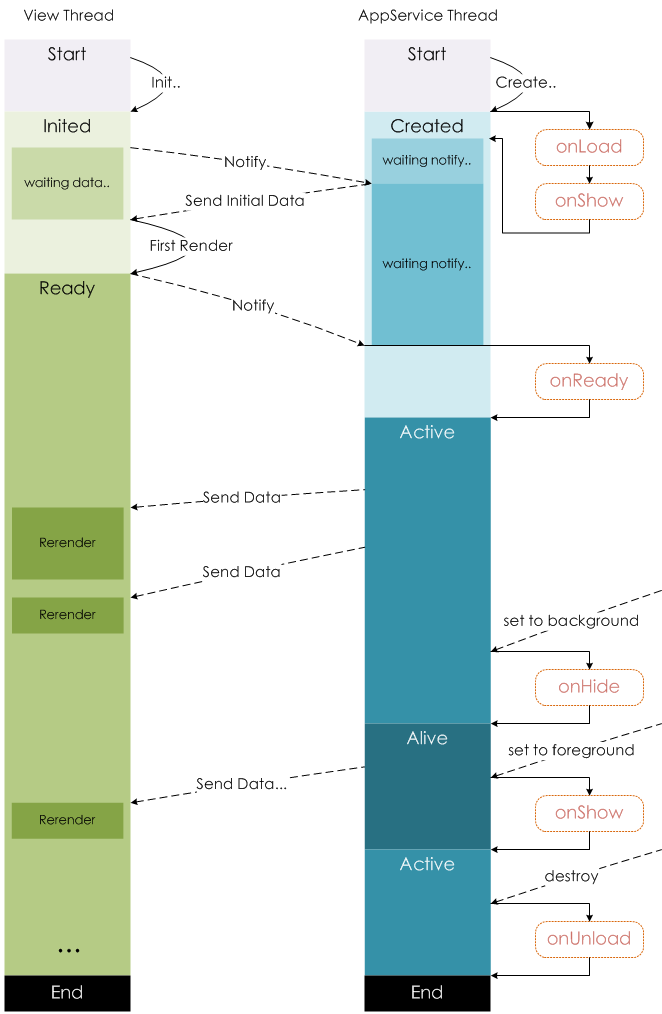 View Thread
AppService Thread
Start
Start
Init..
Create..
Inited
Created
onLoad
waiting notify..
Notify
waiting data..
Send Initial Data
onShow
First Render
waiting notify..
Ready
Notify
onReady
Active
Send Data
Rerender
Send Data
Rerender
set to background
onHide
Alive
set to foreground
Send Data...
onShow
Rerender
Active
destroy
onUnload
...
End
End